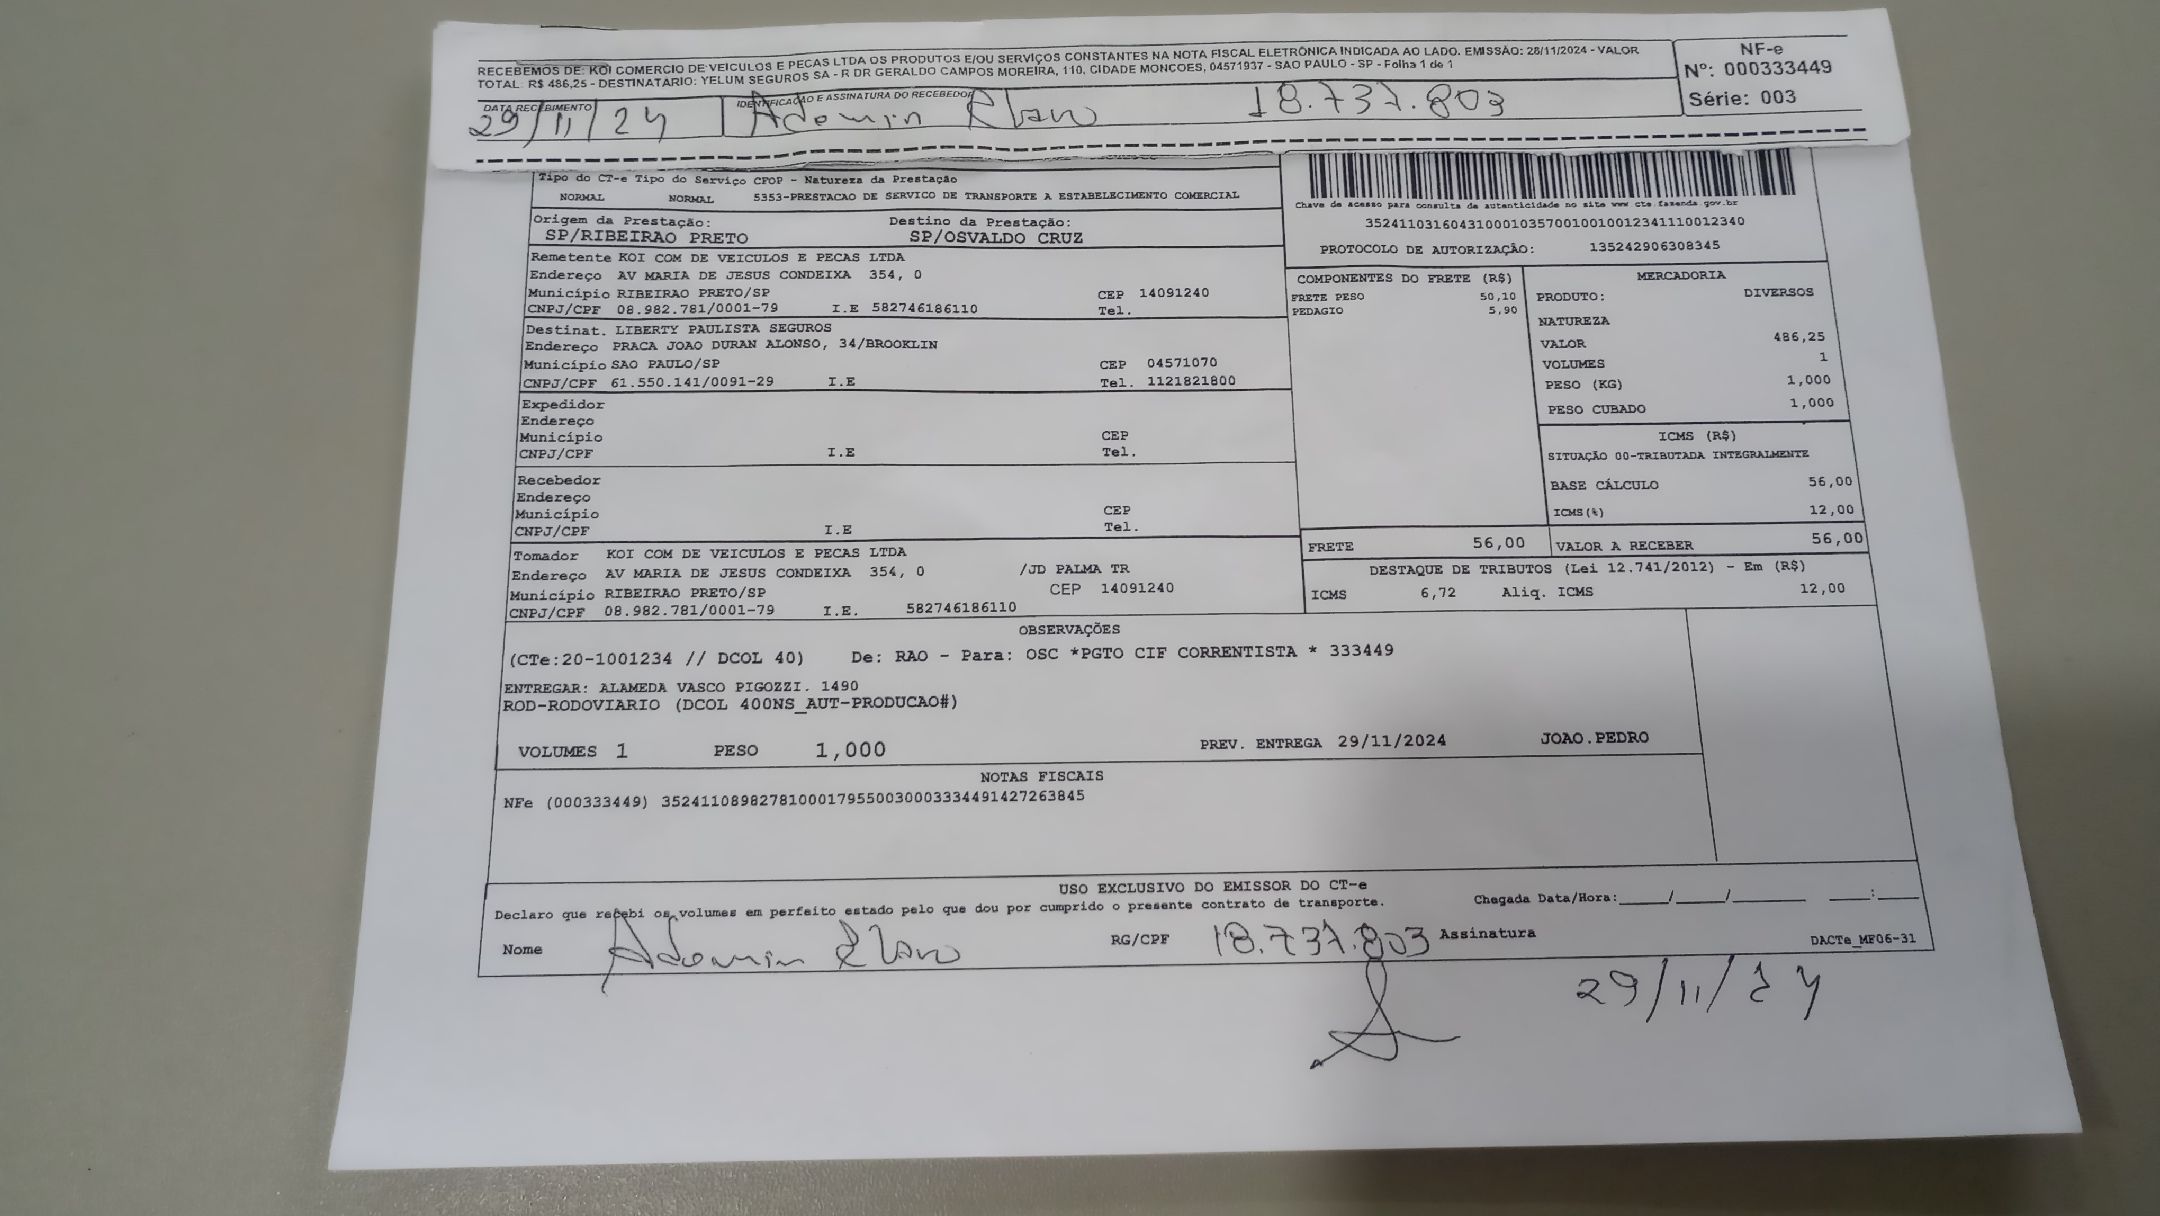 RECEBEMOS DE: KOI COMERCIO DE VEICULOS E PECAS LTDA OS PRODUTOS E/OU SERVIÇOS CONSTANTES NA NOTA FISCAL ELETRÔNICA INDICADA AO LADO. EMISSÃO: 28/11/2024 - VALOR
TOTAL: R$ 486,25 - DESTINATÁRIO: YELUM SEGUROS SA - R DR GERALDO CAMPOS MOREIRA, 110, CIDADE MONCOES, 04571937 - SAO PAULO - SP - Folha 1 de 1
NF-e
Nº: 000333449
Série: 003
DATA RECEBIMENTO
29/11/24
IDENTIFICAÇÃO E ASSINATURA DO RECEBEDOR
18.737.803
Tipo do CT-e Tipo do Serviço CFOP - Natureza da Prestação
NORMAL NORMAL 5353-PRESTACAO DE SERVICO DE TRANSPORTE A ESTABELECIMENTO COMERCIAL
Chave de acesso para consulta de autenticidade no site www cte.fazenda.gov.br
35241103160431000103570010010012341110012340
PROTOCOLO DE AUTORIZAÇÃO: 135242906308345
Origem da Prestação: Destino da Prestação:
SP/RIBEIRAO PRETO SP/OSVALDO CRUZ
Remetente KOI COM DE VEICULOS E PECAS LTDA
Endereço AV MARIA DE JESUS CONDEIXA 354, 0
Município RIBEIRAO PRETO/SP CEP 14091240
CNPJ/CPF 08.982.781/0001-79 I.E 582746186110 Tel.
Destinat. LIBERTY PAULISTA SEGUROS
Endereço PRACA JOAO DURAN ALONSO, 34/BROOKLIN
Município SAO PAULO/SP CEP 04571070
CNPJ/CPF 61.550.141/0091-29 I.E Tel. 1121821800
Expedidor
Endereço
Município CEP
CNPJ/CPF I.E Tel.
Recebedor
Endereço
Município CEP
CNPJ/CPF I.E Tel.
Tomador KOI COM DE VEICULOS E PECAS LTDA
Endereço AV MARIA DE JESUS CONDEIXA 354, 0 /JD PALMA TR
Município RIBEIRAO PRETO/SP CEP 14091240
CNPJ/CPF 08.982.781/0001-79 I.E. 582746186110
COMPONENTES DO FRETE (R$)
FRETE PESO 50,10
PEDAGIO 5,90
MERCADORIA
PRODUTO: DIVERSOS
NATUREZA
VALOR 486,25
VOLUMES 1
PESO (KG) 1,000
PESO CUBADO 1,000
ICMS (R$)
SITUAÇÃO 00-TRIBUTADA INTEGRALMENTE
BASE CÁLCULO 56,00
ICMS(%) 12,00
FRETE 56,00 VALOR A RECEBER 56,00
DESTAQUE DE TRIBUTOS (Lei 12.741/2012) - Em (R$)
ICMS 6,72 Aliq. ICMS 12,00
OBSERVAÇÕES
(CTe:20-1001234 // DCOL 40) De: RAO - Para: OSC *PGTO CIF CORRENTISTA * 333449
ENTREGAR: ALAMEDA VASCO PIGOZZI. 1490
ROD-RODOVIARIO (DCOL 400NS_AUT-PRODUCAO#)
VOLUMES 1 PESO 1,000 PREV. ENTREGA 29/11/2024 JOAO.PEDRO
NOTAS FISCAIS
NFe (000333449) 35241108982781000179550030003334491427263845
USO EXCLUSIVO DO EMISSOR DO CT-e
Declaro que recebi os volumes em perfeito estado pelo que dou por cumprido o presente contrato de transporte.
Chegada Data/Hora:____/____/______ ___:___
Nome RG/CPF 18.737.803 Assinatura
DACTe_MF06-31
29/11/24